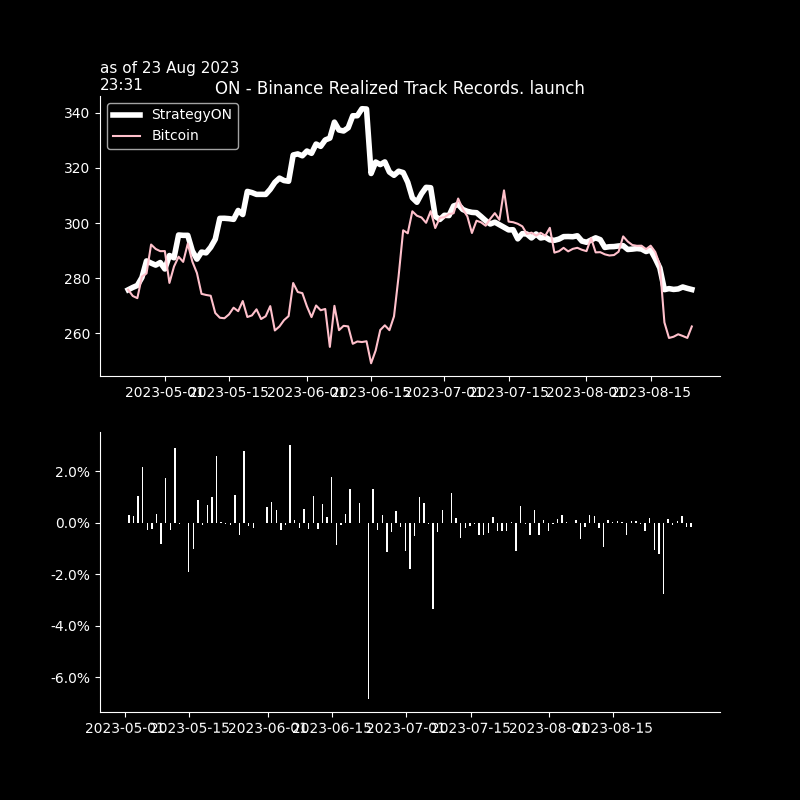 as of 23 Aug 2023
23:31
ON - Binance Realized Track Records. launch
StrategyON
Bitcoin
340
320
300
280
260
2023-05-01 2023-05-15 2023-06-01 2023-06-15 2023-07-01 2023-07-15 2023-08-01 2023-08-15
2.0%
0.0%
-2.0%
-4.0%
-6.0%
2023-05-01 2023-05-15 2023-06-01 2023-06-15 2023-07-01 2023-07-15 2023-08-01 2023-08-15